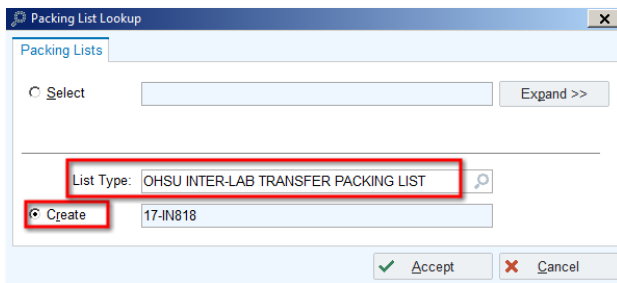 Packing List Lookup
Packing Lists
Select
Expand >>
List Type: OHSU INTER-LAB TRANSFER PACKING LIST
Create 17-IN818
Accept Cancel